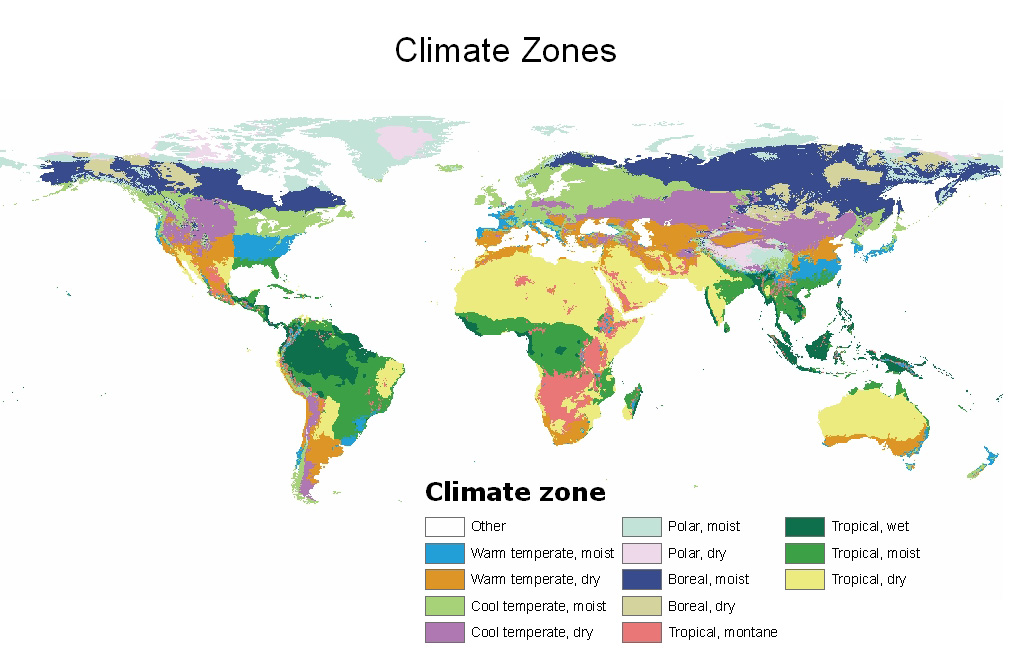 Climate Zones
Climate zone
Other
Warm temperate, moist
Warm temperate, dry
Cool temperate, moist
Cool temperate, dry
Polar, moist
Polar, dry
Boreal, moist
Boreal, dry
Tropical, montane
Tropical, wet
Tropical, moist
Tropical, dry